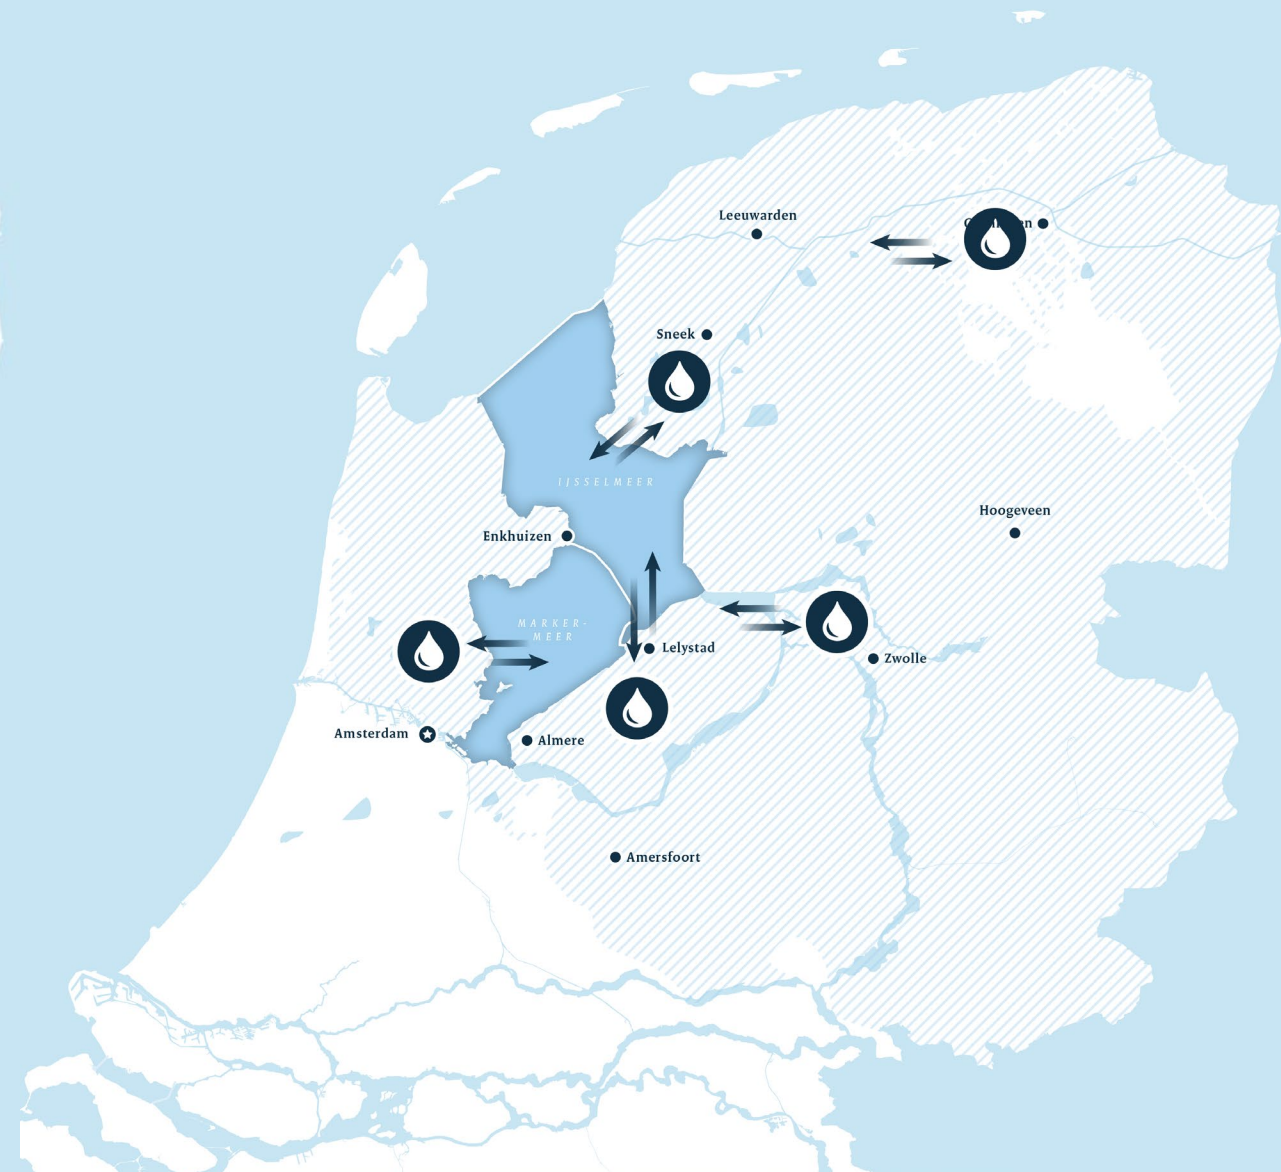 Leeuwarden
Sneek
IJSSELMEER
Hoogeveen
Enkhuizen
MARKER-
MEER
Lelystad
Zwolle
Amsterdam
Almere
Amersfoort